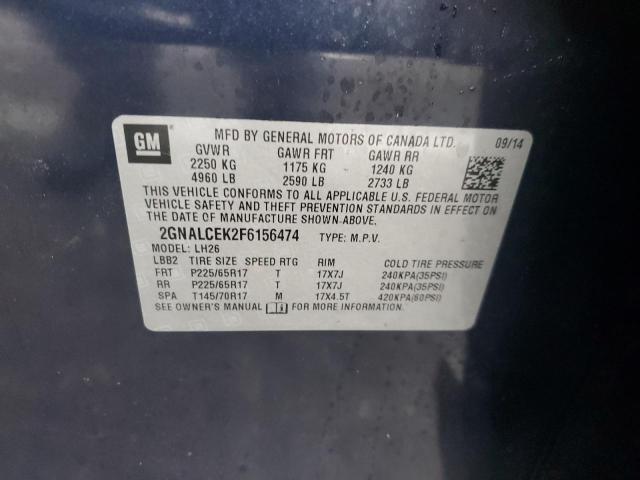 GM
MFD BY GENERAL MOTORS OF CANADA LTD. 09/14
GVWR GAWR FRT GAWR RR
2250 KG 1175 KG 1240 KG
4960 LB 2590 LB 2733 LB
THIS VEHICLE CONFORMS TO ALL APPLICABLE U.S. FEDERAL MOTOR
VEHICLE SAFETY AND THEFT PREVENTION STANDARDS IN EFFECT ON
THE DATE OF MANUFACTURE SHOWN ABOVE.
2GNALCEK2F6156474 TYPE: M.P.V.
MODEL: LH26
LBB2 TIRE SIZE SPEED RTG RIM COLD TIRE PRESSURE
FRT P225/65R17 T 17X7J 240KPA(35PSI)
RR P225/65R17 T 17X7J 240KPA(35PSI)
SPA T145/70R17 M 17X4.5T 420KPA(60PSI)
SEE OWNER'S MANUAL FOR MORE INFORMATION.